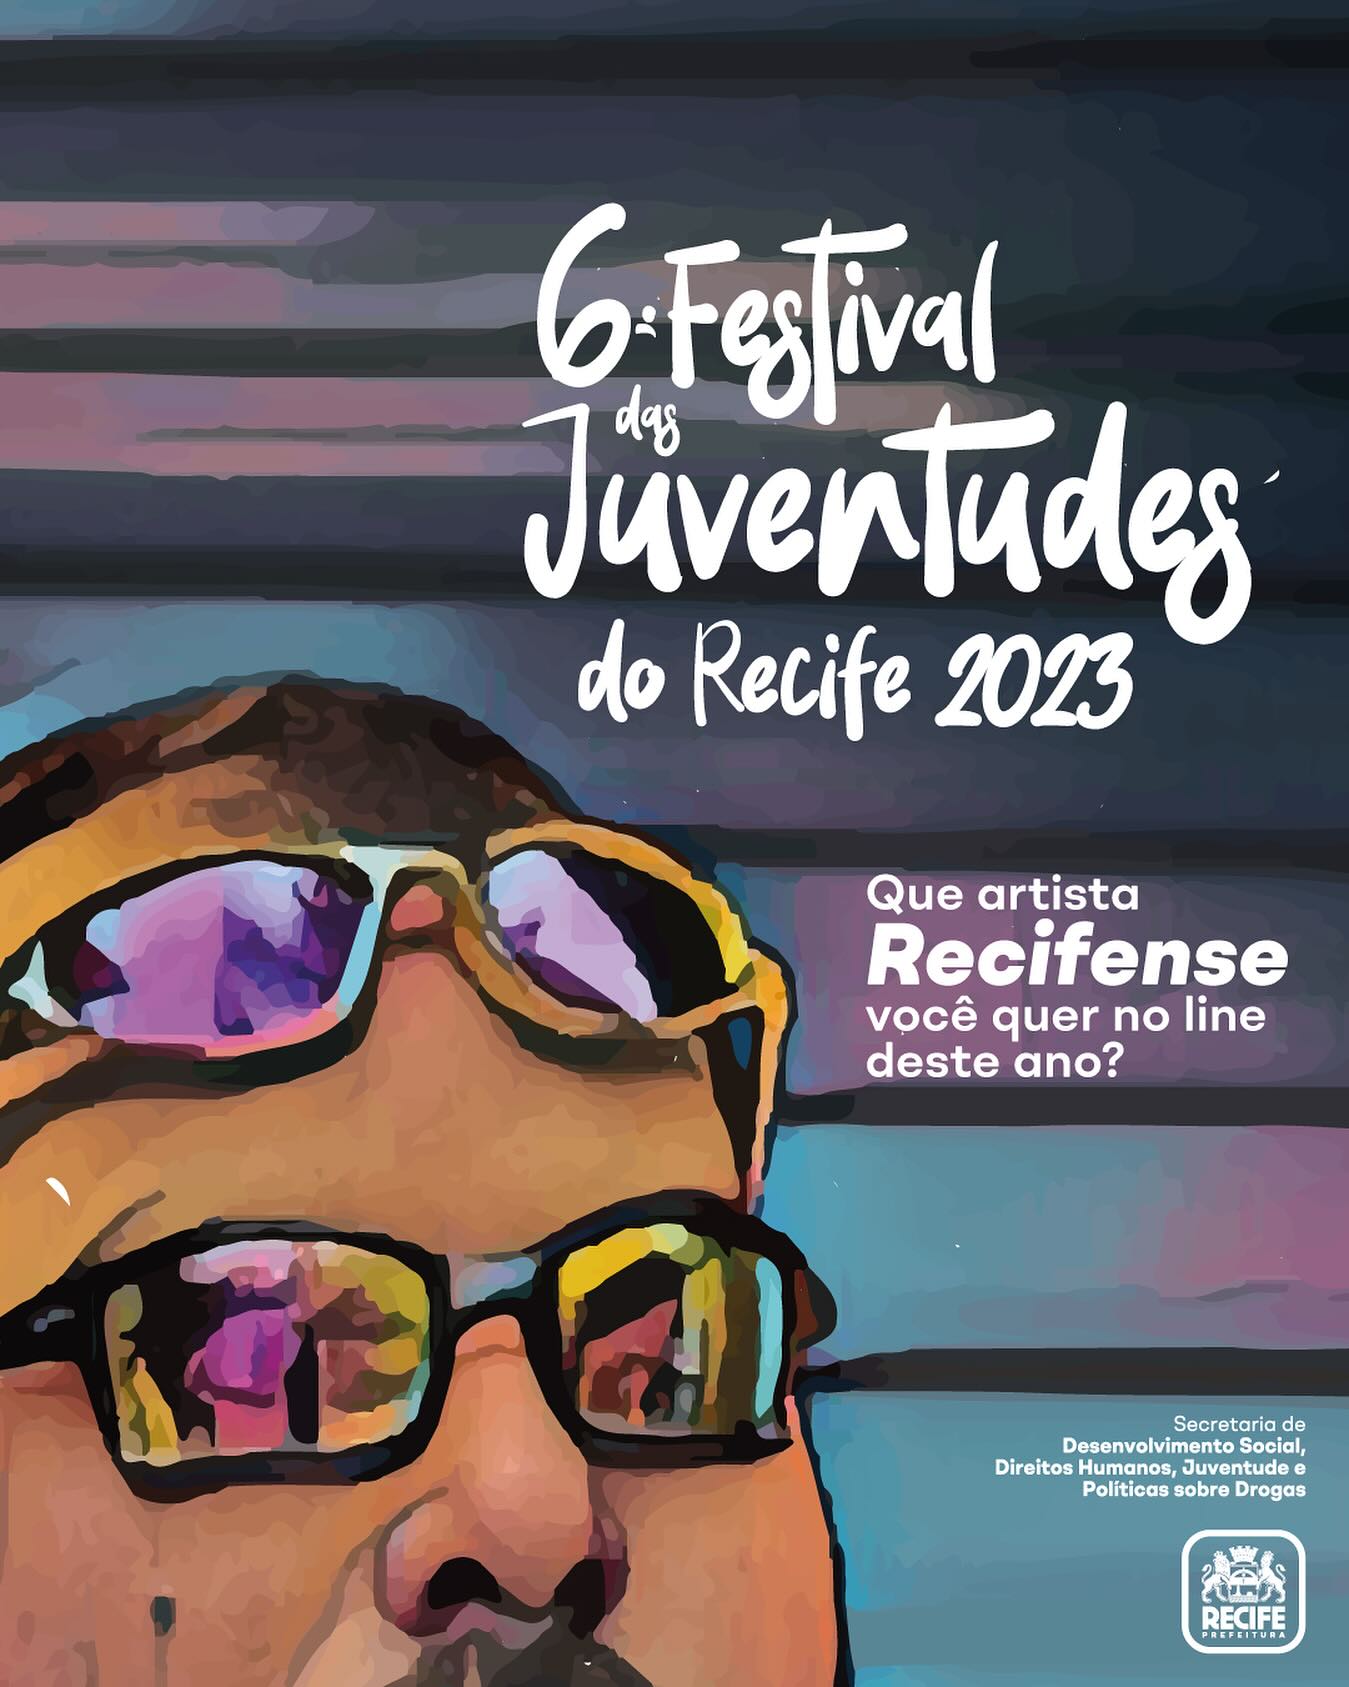 6º Festival
das
Juventudes
do Recife 2023
Que artista
Recifense
você quer no line
deste ano?
Secretaria de
Desenvolvimento Social,
Direitos Humanos, Juventude e
Políticas sobre Drogas
RECIFE
PREFEITURA